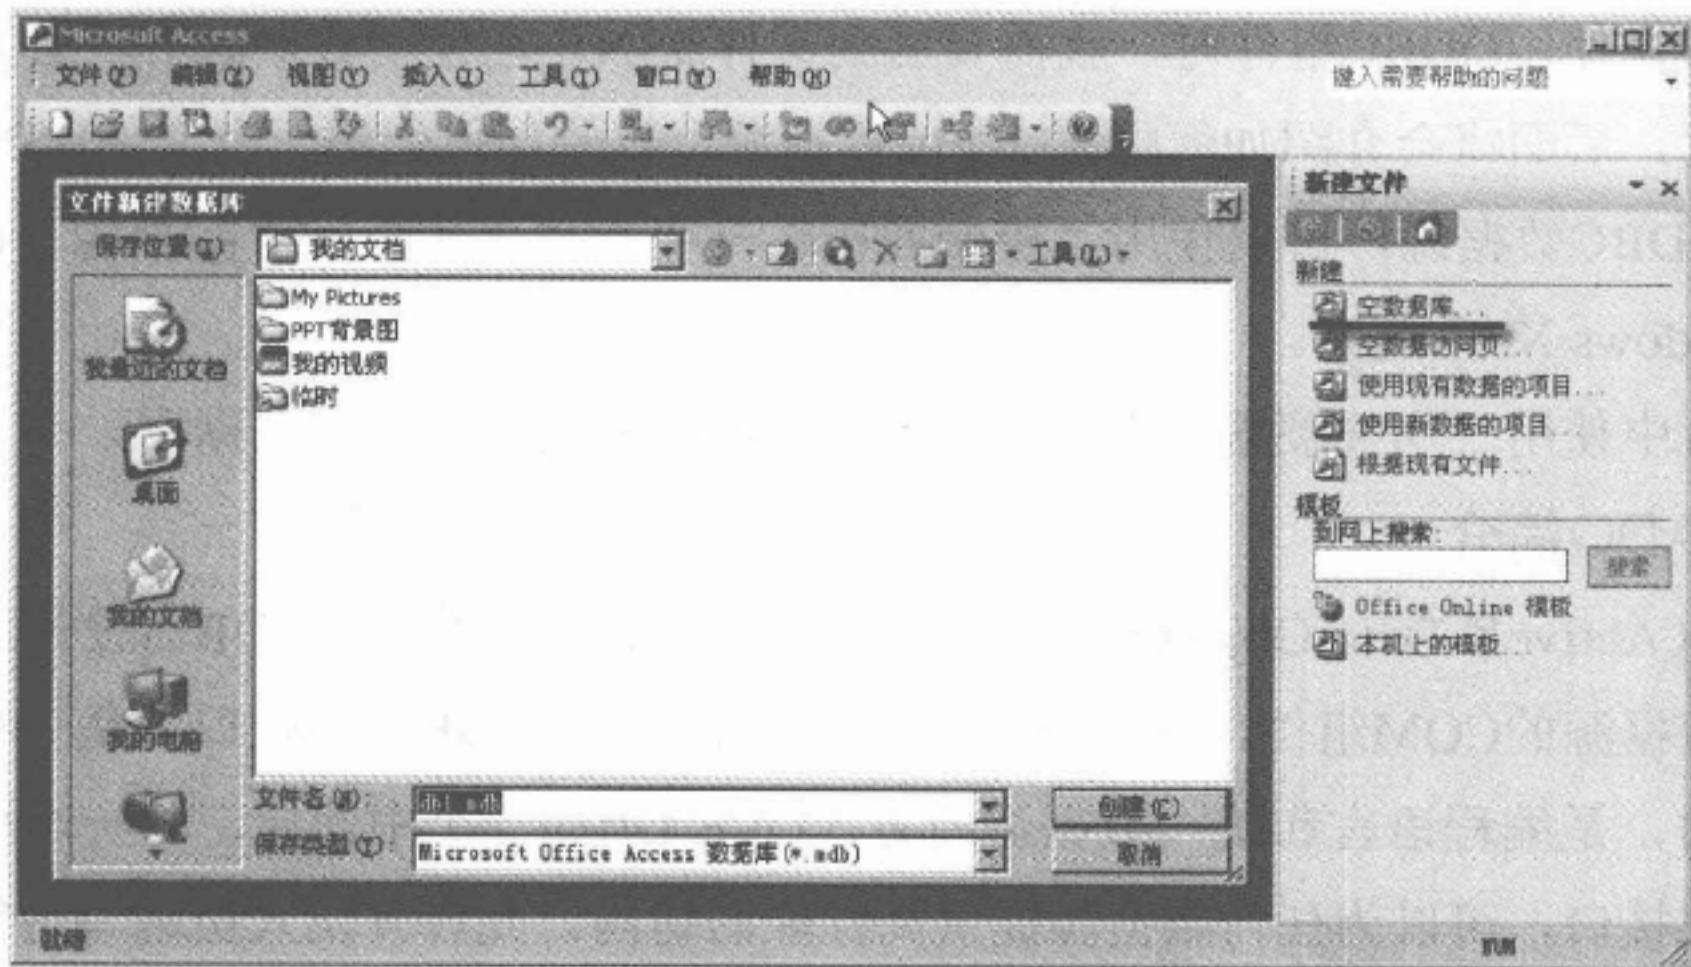 Microsoft Access
文件(F) 编辑(E) 视图(V) 插入(I) 工具(T) 窗口(W) 帮助(H)
键入需要帮助的问题
新建文件
文件新建数据库
保存位置(I)
我的文档
工具(L)
My Pictures
PPT背景图
我的视频
临时
我最近的文档
桌面
我的文档
我的电脑
文件名(N):
db1.mdb
创建(C)
保存类型(T):
Microsoft Office Access 数据库(*.mdb)
取消
新建
空数据库...
空数据访问页...
使用现有数据的项目...
使用新数据的项目...
根据现有文件...
模板
到网上搜索:
搜索
Office Online 模板
本机上的模板...
就绪